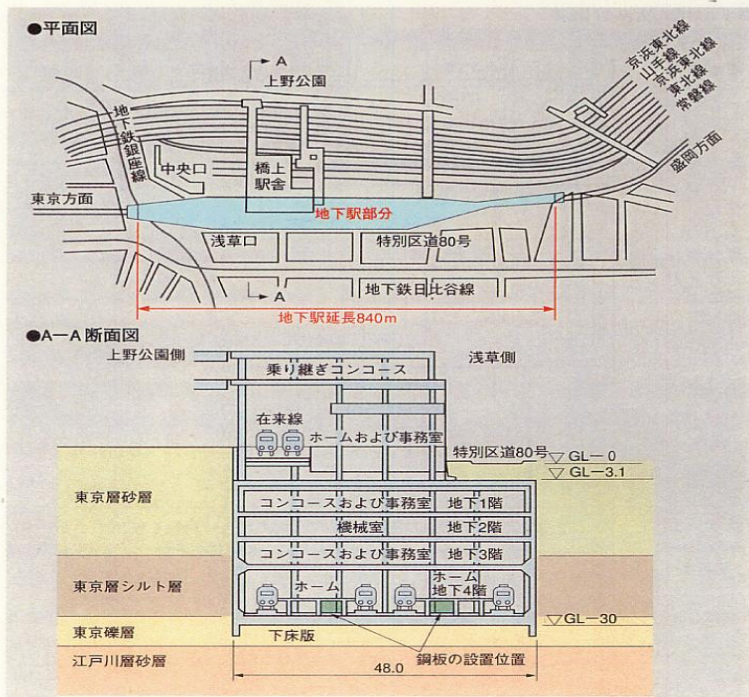 ●平面図
A
上野公園
京浜東北線
山手線
京浜東北線
東北線
常磐線
地下鉄銀座線
中央口
橋上
駅舎
盛岡方面
東京方面
地下駅部分
浅草口
特別区道80号
A
地下鉄日比谷線
地下駅延長840m
●A－A断面図
上野公園側
浅草側
乗り継ぎコンコース
在来線
ホームおよび事務室
特別区道80号
GL－0
GL－3.1
東京層砂層
コンコースおよび事務室 地下1階
機械室 地下2階
コンコースおよび事務室 地下3階
東京層シルト層
ホーム
ホーム
地下4階
GL－30
東京礫層
下床版
鋼板の設置位置
江戸川層砂層
48.0